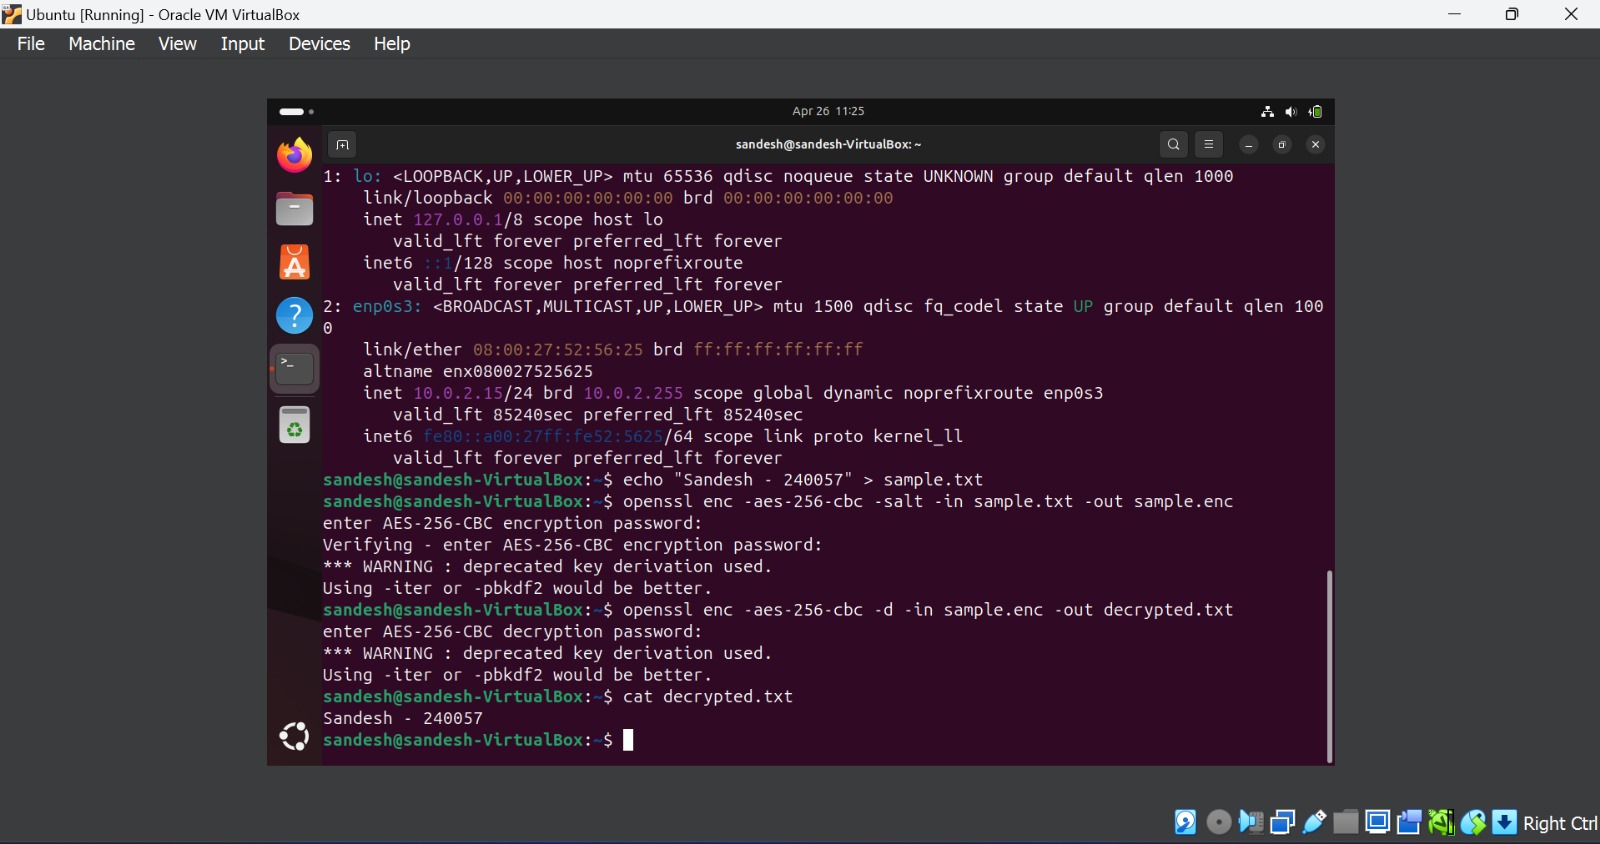 Ubuntu [Running] - Oracle VM VirtualBox
File Machine View Input Devices Help
Apr 26 11:25
sandesh@sandesh-VirtualBox: ~
1: lo: <LOOPBACK,UP,LOWER_UP> mtu 65536 qdisc noqueue state UNKNOWN group default qlen 1000
link/loopback 00:00:00:00:00:00 brd 00:00:00:00:00:00
inet 127.0.0.1/8 scope host lo
valid_lft forever preferred_lft forever
inet6 ::1/128 scope host noprefixroute
valid_lft forever preferred_lft forever
2: enp0s3: <BROADCAST,MULTICAST,UP,LOWER_UP> mtu 1500 qdisc fq_codel state UP group default qlen 100
0
link/ether 08:00:27:52:56:25 brd ff:ff:ff:ff:ff:ff
altname enx080027525625
inet 10.0.2.15/24 brd 10.0.2.255 scope global dynamic noprefixroute enp0s3
valid_lft 85240sec preferred_lft 85240sec
inet6 fe80::a00:27ff:fe52:5625/64 scope link proto kernel_ll
valid_lft forever preferred_lft forever
sandesh@sandesh-VirtualBox:~$ echo "Sandesh - 240057" > sample.txt
sandesh@sandesh-VirtualBox:~$ openssl enc -aes-256-cbc -salt -in sample.txt -out sample.enc
enter AES-256-CBC encryption password:
Verifying - enter AES-256-CBC encryption password:
*** WARNING : deprecated key derivation used.
Using -iter or -pbkdf2 would be better.
sandesh@sandesh-VirtualBox:~$ openssl enc -aes-256-cbc -d -in sample.enc -out decrypted.txt
enter AES-256-CBC decryption password:
*** WARNING : deprecated key derivation used.
Using -iter or -pbkdf2 would be better.
sandesh@sandesh-VirtualBox:~$ cat decrypted.txt
Sandesh - 240057
sandesh@sandesh-VirtualBox:~$
Right Ctrl